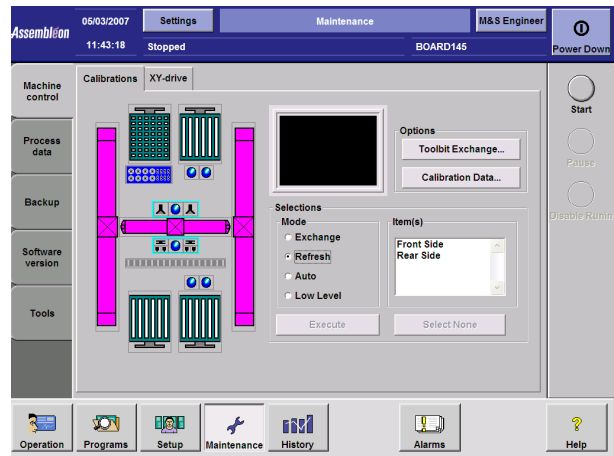 Assembléon
05/03/2007
Settings
Maintenance
M&S Engineer
11:43:18
Stopped
BOARD145
Power Down
Machine
control
Process
data
Backup
Software
version
Tools
Calibrations
XY-drive
Options
Toolbit Exchange...
Calibration Data...
Selections
Mode
Exchange
Refresh
Auto
Low Level
Item(s)
Front Side
Rear Side
Execute
Select None
Start
Pause
Disable Runin
Operation
Programs
Setup
Maintenance
History
Alarms
Help